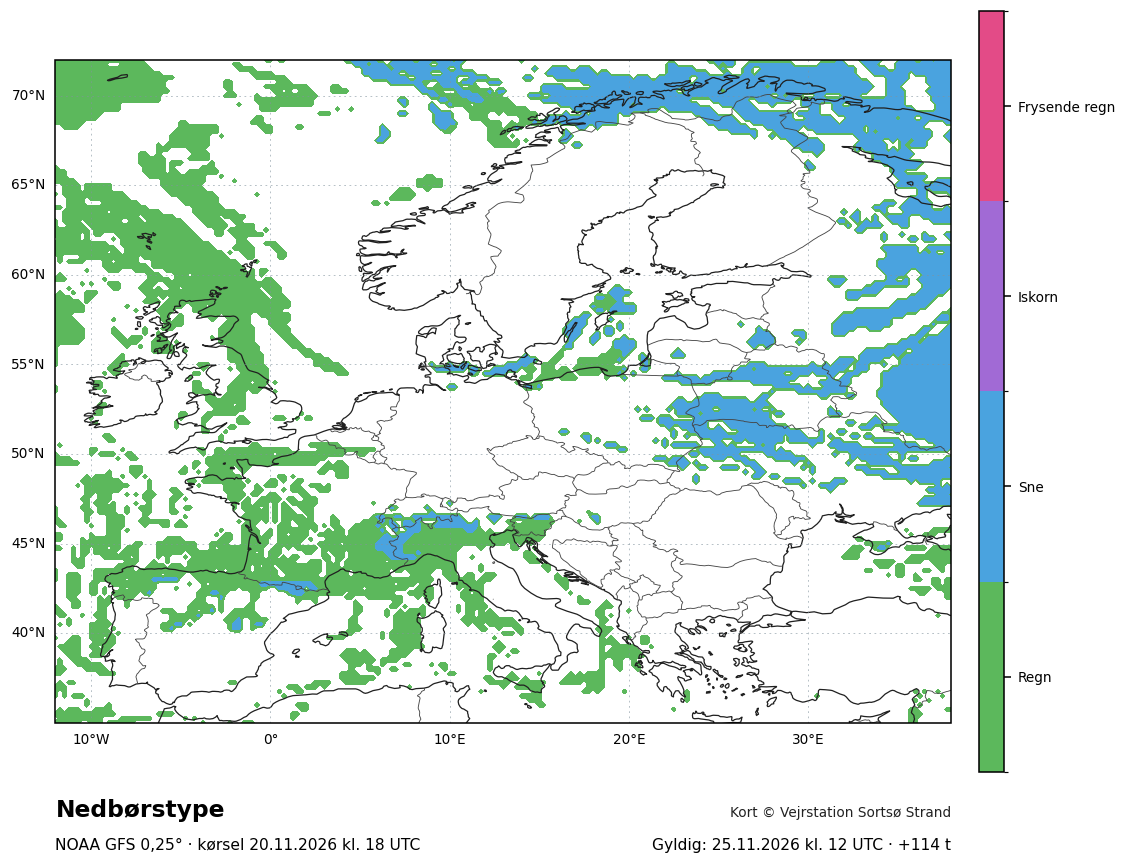 70°N
65°N
60°N
55°N
50°N
45°N
40°N
10°W
0°
10°E
20°E
30°E
Frysende regn
Iskorn
Sne
Regn
Nedbørstype
Kort © Vejrstation Sortsø Strand
NOAA GFS 0,25° · kørsel 20.11.2026 kl. 18 UTC
Gyldig: 25.11.2026 kl. 12 UTC · +114 t